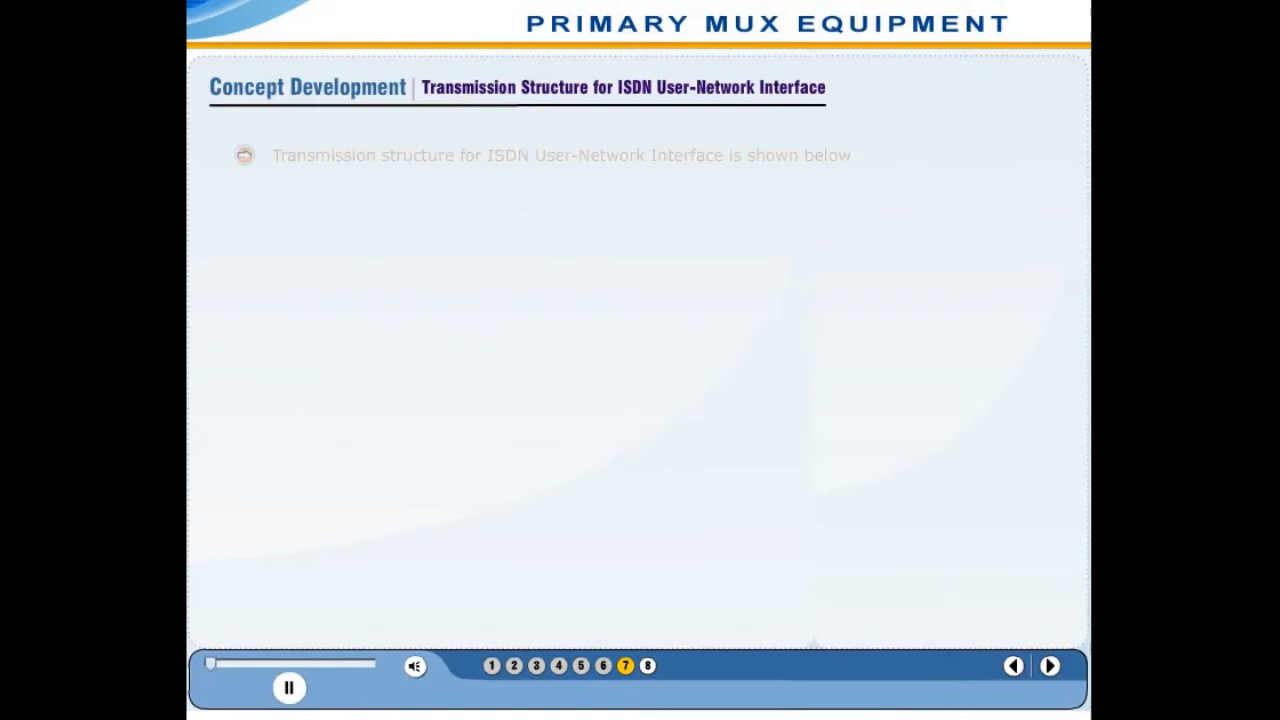 PRIMARY MUX EQUIPMENT
Concept Development | Transmission Structure for ISDN User-Network Interface
Transmission structure for ISDN User-Network Interface is shown below
1 2 3 4 5 6 7 8